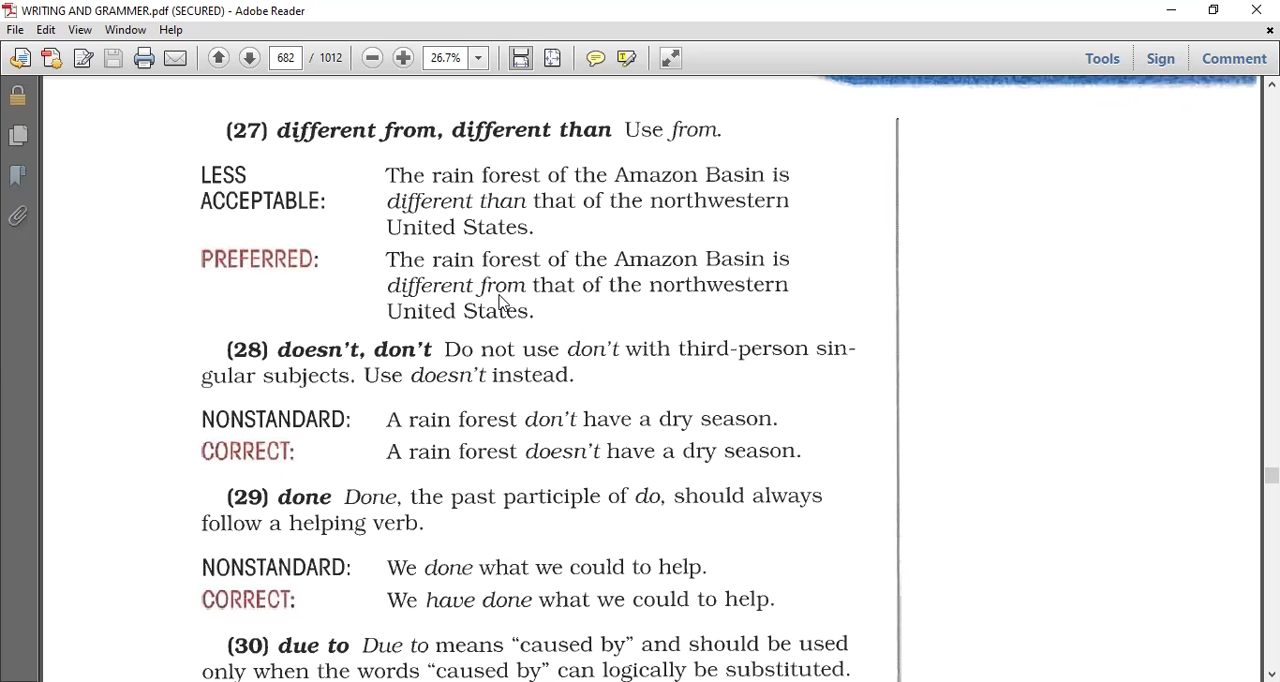 WRITING AND GRAMMER.pdf (SECURED) - Adobe Reader
File Edit View Window Help
682 / 1012 26.7% Tools Sign Comment
(27) different from, different than Use from.
LESS
ACCEPTABLE: The rain forest of the Amazon Basin is
different than that of the northwestern
United States.
PREFERRED: The rain forest of the Amazon Basin is
different from that of the northwestern
United States.
(28) doesn't, don't Do not use don't with third-person sin-
gular subjects. Use doesn't instead.
NONSTANDARD: A rain forest don't have a dry season.
CORRECT: A rain forest doesn't have a dry season.
(29) done Done, the past participle of do, should always
follow a helping verb.
NONSTANDARD: We done what we could to help.
CORRECT: We have done what we could to help.
(30) due to Due to means “caused by” and should be used
only when the words “caused by” can logically be substituted.